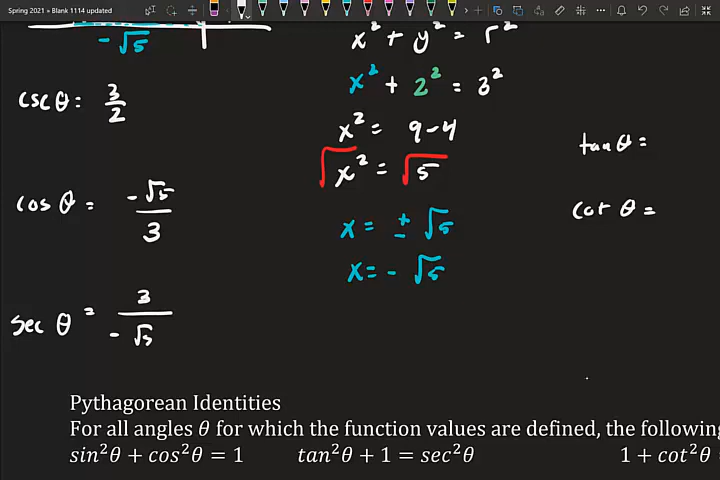 Spring 2021 » Blank 1114 updated
- √5
x² + y² = r²
x² + 2² = 3²
cscθ = 3/2
x² = 9 - 4
√x² = √5
tanθ =
cos θ = -√5/3
cot θ =
x = ± √5
x = - √5
sec θ = 3/-√5
Pythagorean Identities
For all angles θ for which the function values are defined, the following
sin²θ + cos²θ = 1 tan²θ + 1 = sec²θ 1 + cot²θ =